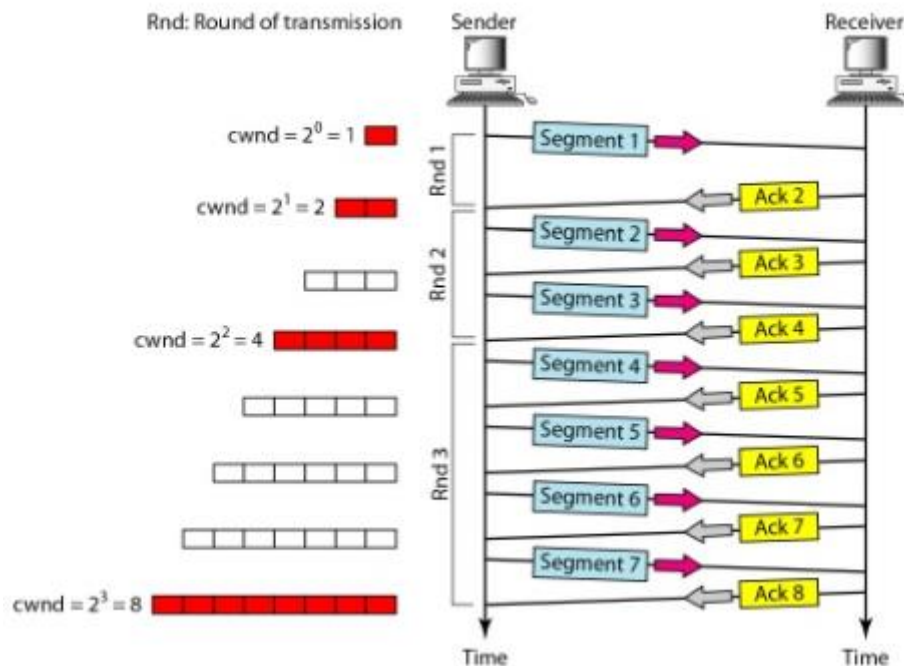 Rnd: Round of transmission
Sender
Receiver
cwnd = 2⁰ = 1
Rnd 1
Segment 1
Ack 2
cwnd = 2¹ = 2
Rnd 2
Segment 2
Ack 3
Segment 3
Ack 4
cwnd = 2² = 4
Rnd 3
Segment 4
Ack 5
Segment 5
Ack 6
Segment 6
Ack 7
Segment 7
Ack 8
cwnd = 2³ = 8
Time
Time